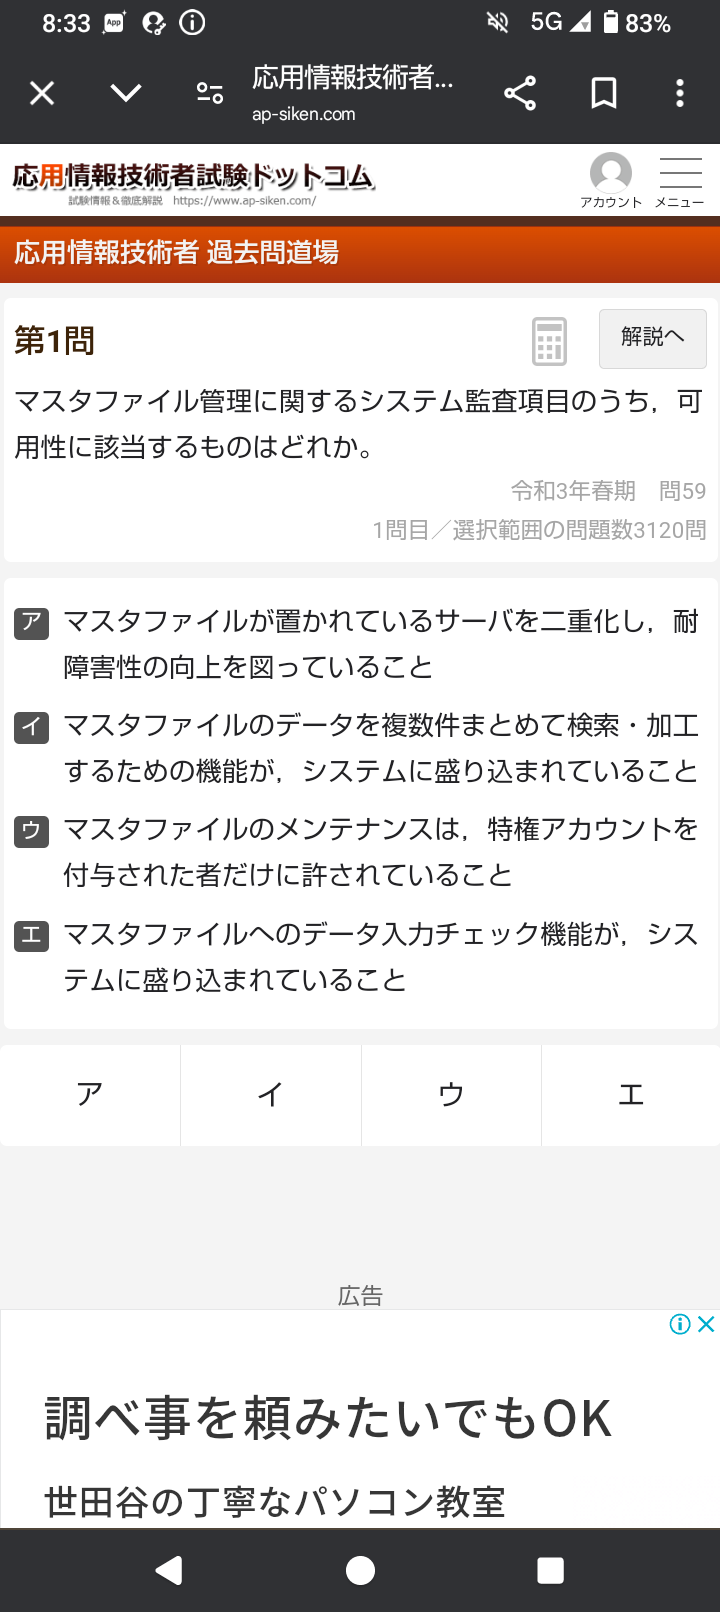 8:33
App
5G
83%
応用情報技術者...
ap-siken.com
応用情報技術者試験ドットコム
試験情報＆徹底解説 https://www.ap-siken.com/
アカウント
メニュー
応用情報技術者 過去問道場
第1問
解説へ
マスタファイル管理に関するシステム監査項目のうち，可
用性に該当するものはどれか。
令和3年春期 問59
1問目／選択範囲の問題数3120問
ア マスタファイルが置かれているサーバを二重化し，耐
障害性の向上を図っていること
イ マスタファイルのデータを複数件まとめて検索・加工
するための機能が，システムに盛り込まれていること
ウ マスタファイルのメンテナンスは，特権アカウントを
付与された者だけに許されていること
エ マスタファイルへのデータ入力チェック機能が，シス
テムに盛り込まれていること
ア イ ウ エ
広告
調べ事を頼みたいでもOK
世田谷の丁寧なパソコン教室